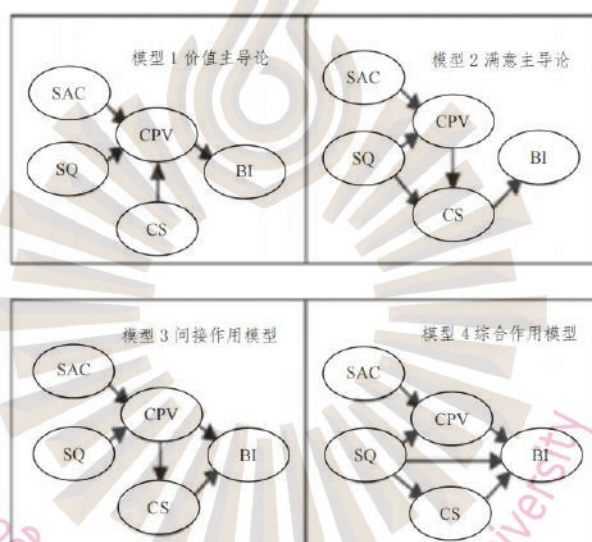 模型 1 价值主导论
SAC
CPV
SQ
BI
CS
模型 2 满意主导论
SAC
CPV
SQ
BI
CS
模型 3 间接作用模型
SAC
CPV
SQ
BI
CS
模型 4 综合作用模型
SAC
CPV
SQ
BI
CS